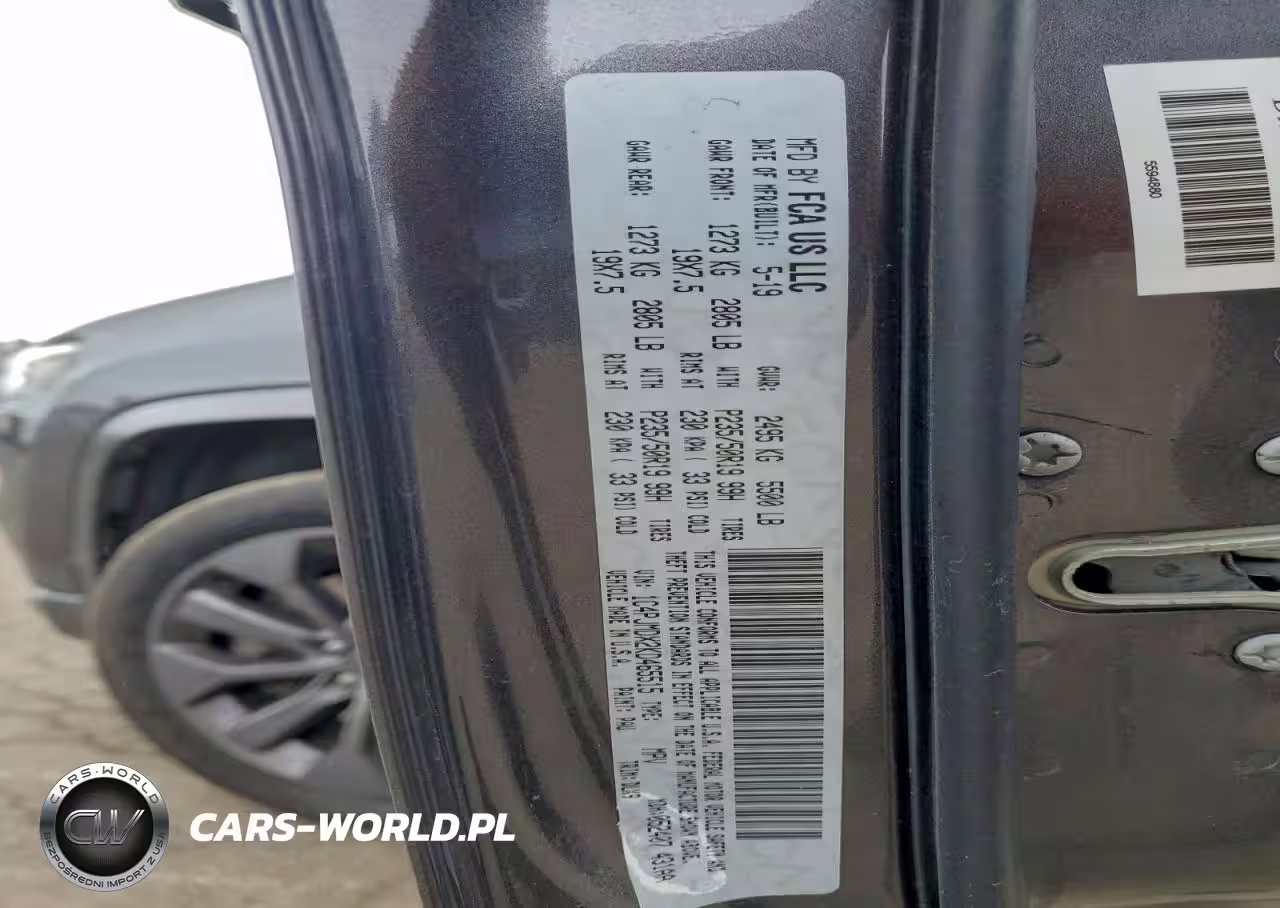 MFD BY FCA US LLC
DATE OF MFR(BUILT): 5-19 GVWR: 2495 KG 5500 LB
GAWR FRONT: 1273 KG 2805 LB WITH P235/50R19 99H TIRES
19X7.5 RIMS AT 230 KPA( 33 PSI) COLD
GAWR REAR: 1273 KG 2805 LB WITH P235/50R19 99H TIRES
19X7.5 RIMS AT 230 KPA( 33 PSI) COLD
THIS VEHICLE CONFORMS TO ALL APPLICABLE U.S.A. FEDERAL MOTOR VEHICLE SAFETY AND
THEFT PREVENTION STANDARDS IN EFFECT ON THE DATE OF MANUFACTURE SHOWN ABOVE.
TYPE: MPV
VEHICLE MADE IN U.S.A. PAINT: PAU
5594880
CARS-WORLD
CW
BEZPOŚREDNI IMPORT Z USA
CARS-WORLD.PL